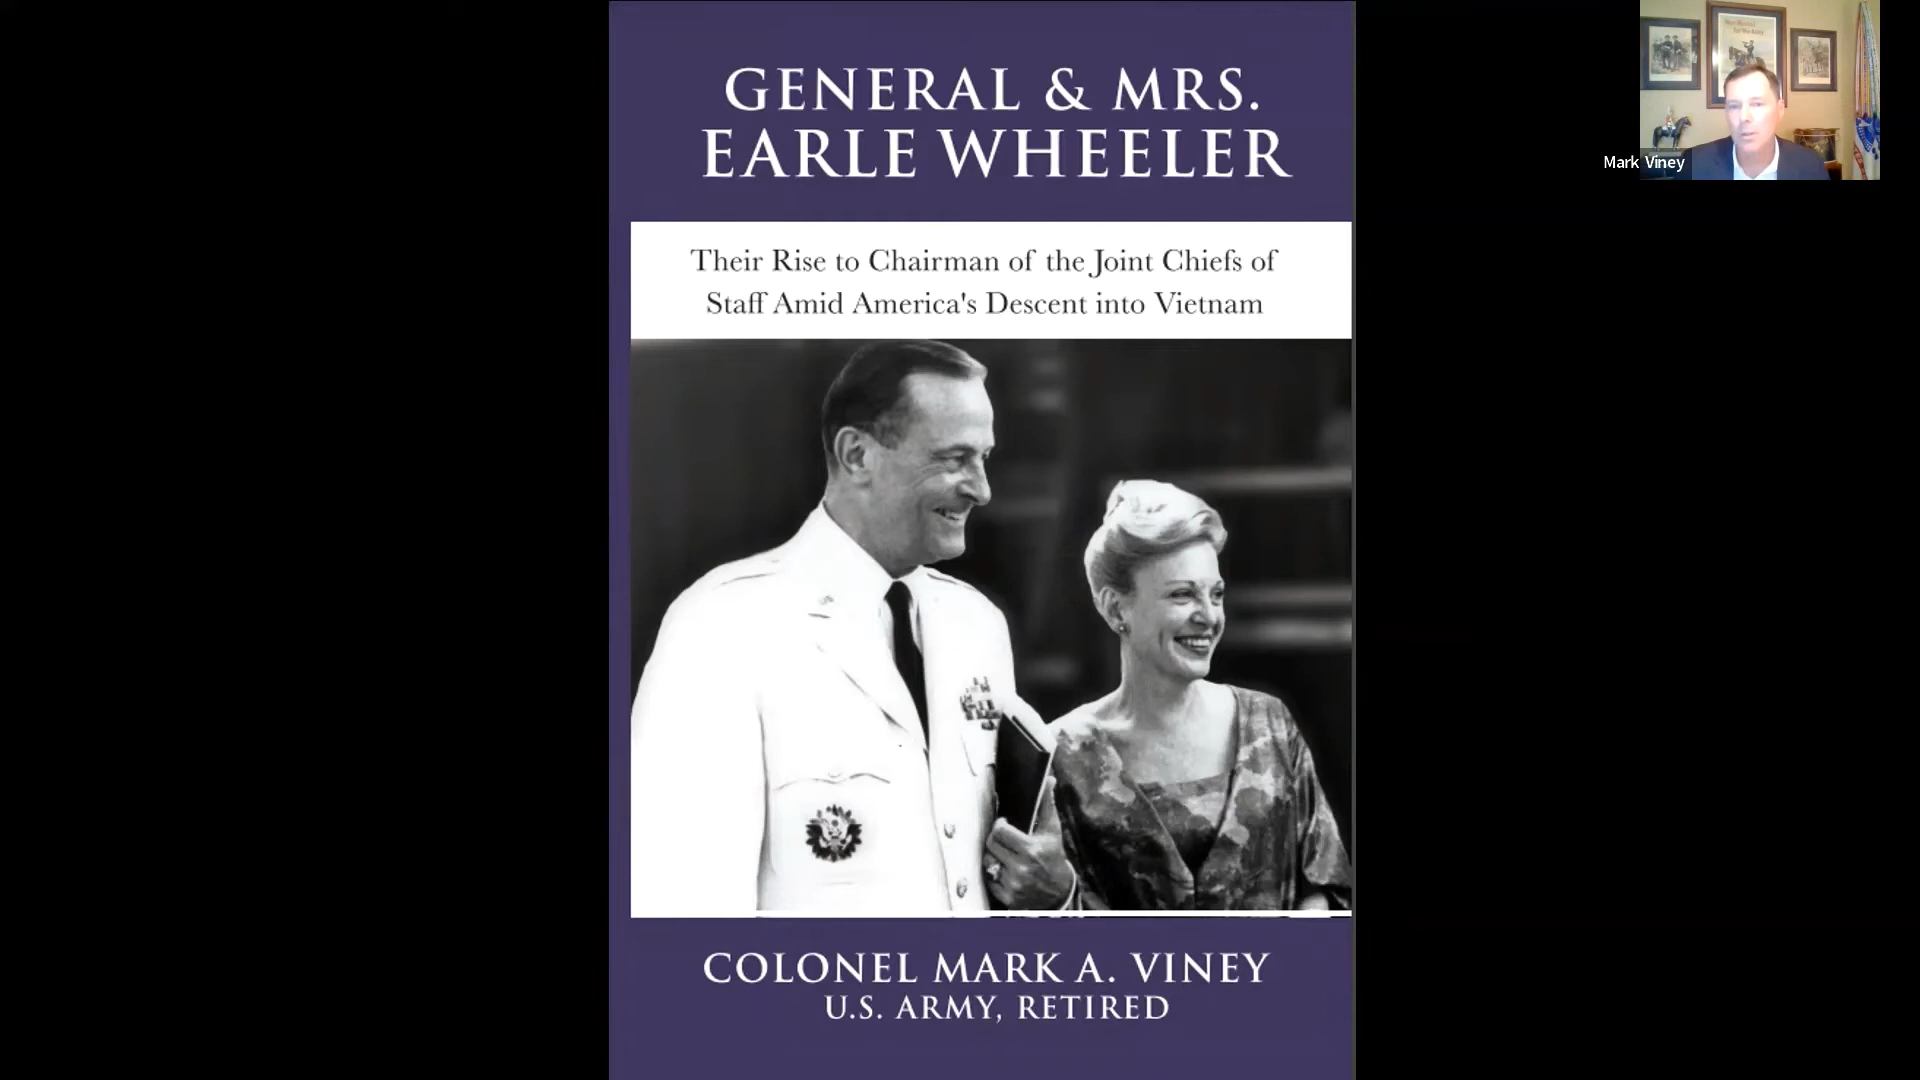 GENERAL & MRS.
EARLE WHEELER
Their Rise to Chairman of the Joint Chiefs of
Staff Amid America's Descent into Vietnam
COLONEL MARK A. VINEY
U.S. ARMY, RETIRED
Mark Viney